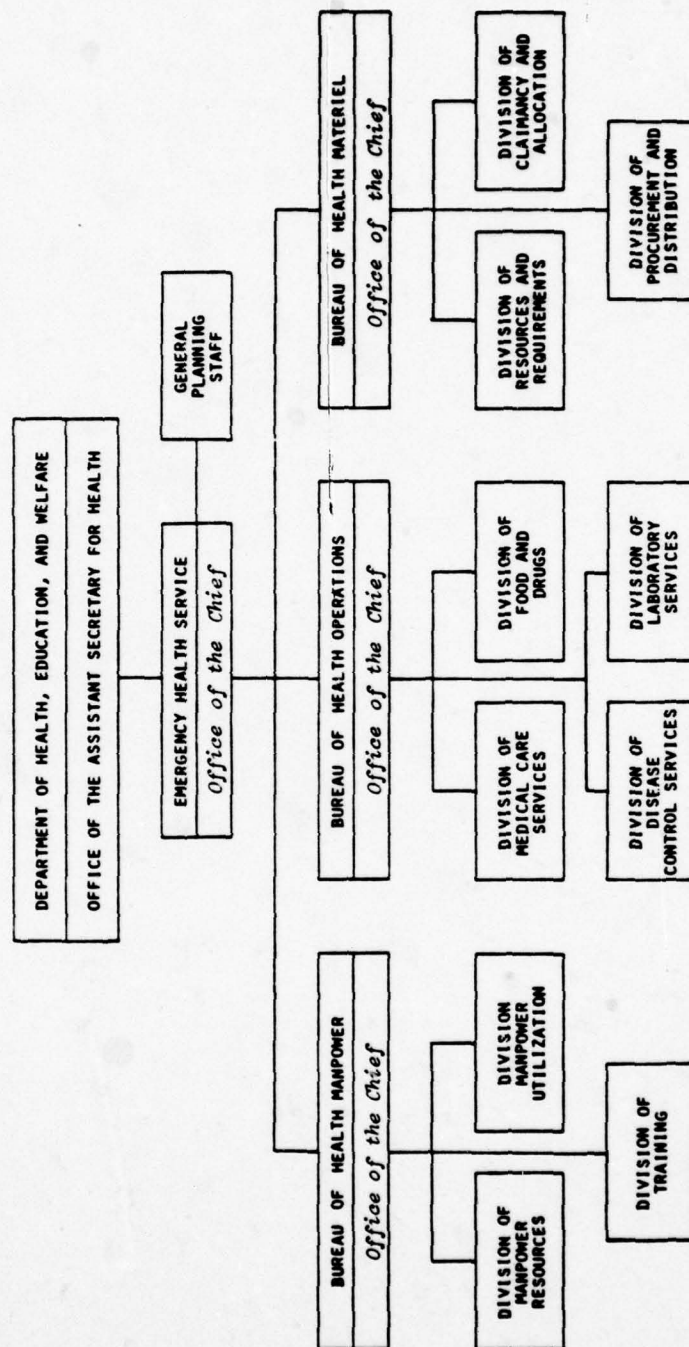 DEPARTMENT OF HEALTH, EDUCATION, AND WELFARE
OFFICE OF THE ASSISTANT SECRETARY FOR HEALTH
EMERGENCY HEALTH SERVICE
Office of the Chief
GENERAL
PLANNING
STAFF
BUREAU OF HEALTH MANPOWER
Office of the Chief
BUREAU OF HEALTH OPERATIONS
Office of the Chief
BUREAU OF HEALTH MATERIEL
Office of the Chief
DIVISION OF
MANPOWER
RESOURCES
DIVISION
MANPOWER
UTILIZATION
DIVISION OF
MEDICAL CARE
SERVICES
DIVISION OF
FOOD AND
DRUGS
DIVISION OF
RESOURCES AND
REQUIREMENTS
DIVISION OF
CLAIMANCY AND
ALLOCATION
DIVISION OF
TRAINING
DIVISION OF
DISEASE
CONTROL SERVICES
DIVISION OF
LABORATORY
SERVICES
DIVISION OF
PROCUREMENT AND
DISTRIBUTION